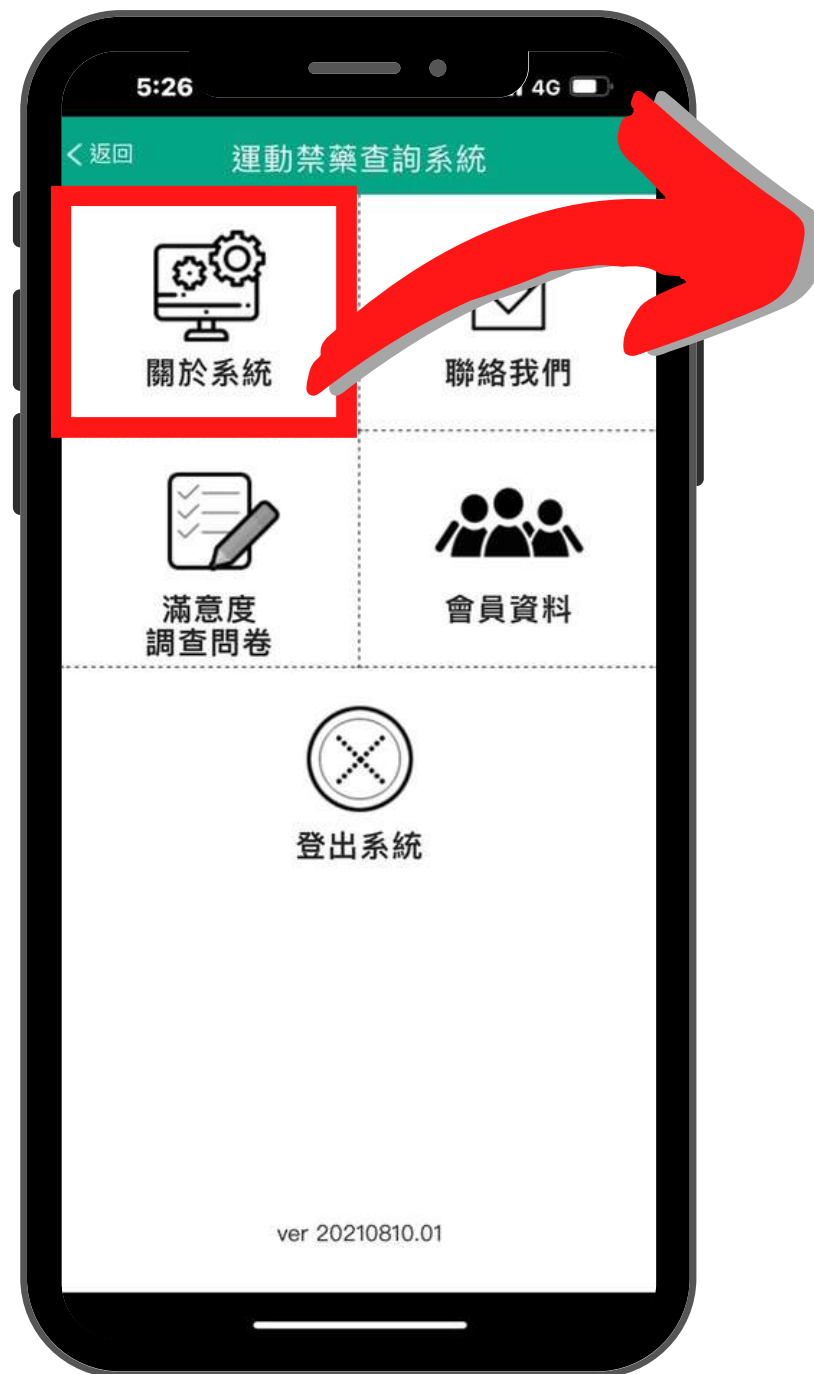 5:26
4G
返回
運動禁藥查詢系統
關於系統
聯絡我們
滿意度
調查問卷
會員資料
登出系統
ver 20210810.01